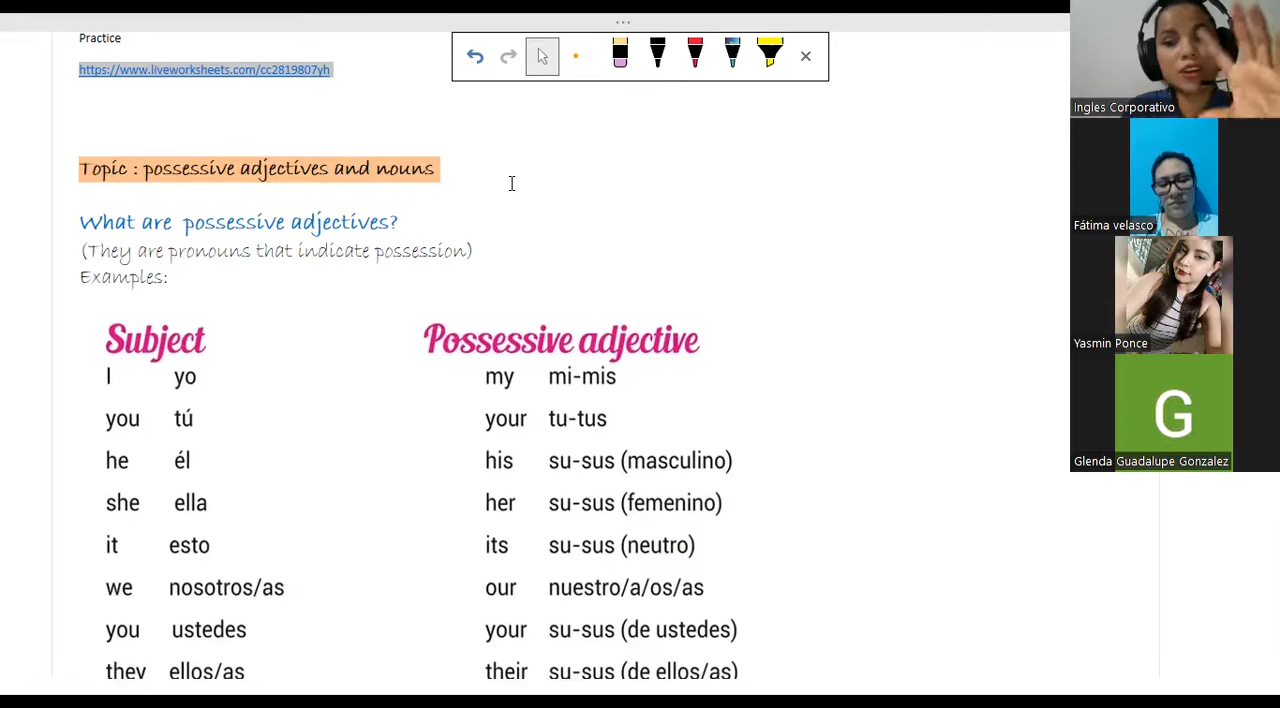 Practice
https://www.liveworksheets.com/cc2819807yh
Topic : possessive adjectives and nouns
What are possessive adjectives?
(They are pronouns that indicate possession)
Examples:
Subject Possessive adjective
I yo my mi-mis
you tú your tu-tus
he él his su-sus (masculino)
she ella her su-sus (femenino)
it esto its su-sus (neutro)
we nosotros/as our nuestro/a/os/as
you ustedes your su-sus (de ustedes)
they ellos/as their su-sus (de ellos/as)
Ingles Corporativo
Fátima velasco
Yasmin Ponce
G
Glenda Guadalupe Gonzalez